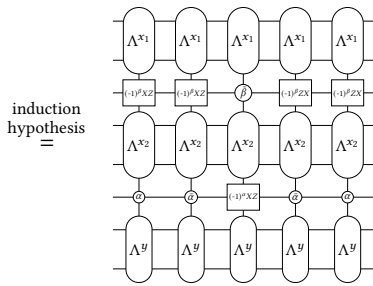 induction
hypothesis
=
Λ^{x_1} Λ^{x_1} Λ^{x_1} Λ^{x_1} Λ^{x_1}
(-1)^β XZ (-1)^β XZ β̄ (-1)^β ZX (-1)^β ZX
Λ^{x_2} Λ^{x_2} Λ^{x_2} Λ^{x_2} Λ^{x_2}
α ᾱ (-1)^α XZ ᾱ α
Λ^y Λ^y Λ^y Λ^y Λ^y